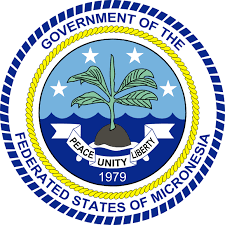 GOVERNMENT OF THE
FEDERATED STATES OF MICRONESIA
PEACE UNITY LIBERTY
1979